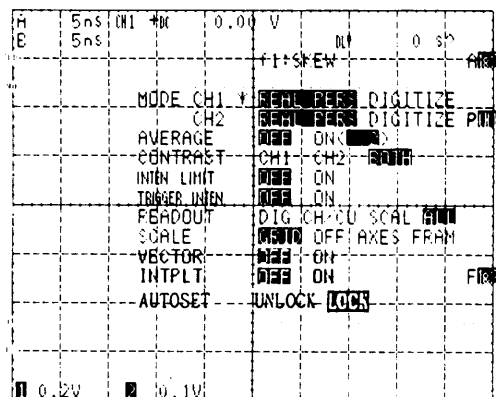 A 5ns CH1 DC 0.00 V
B 5ns DLY 0 s
f1:SKEW
MODE CH1 * REAL PERS DIGITIZE
CH2 REAL PERS DIGITIZE
AVERAGE OFF ON
CONTRAST CH1 CH2 BOTH
INTEN LIMIT OFF ON
TRIGGER INTEN OFF ON
READOUT DIG CH/CU SCAL ALL
SCALE GRID OFF AXES FRAM
VECTOR OFF ON
INTPLT OFF ON
AUTOSET UNLOCK LOCK
1 0.2V 2 0.1V